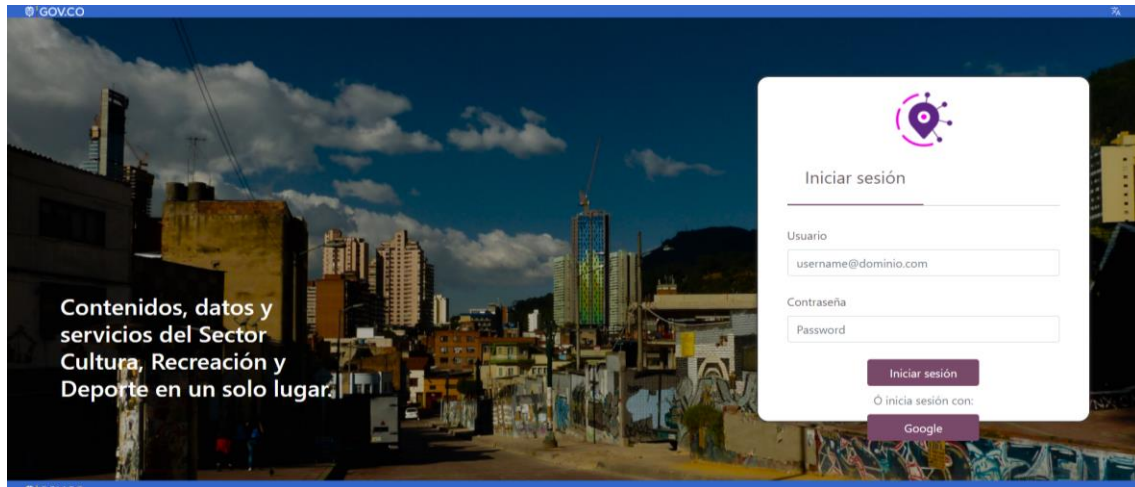 GOV.CO
Iniciar sesión
Usuario
username@dominio.com
Contraseña
Password
Iniciar sesión
Ó inicia sesión con:
Google
Contenidos, datos y
servicios del Sector
Cultura, Recreación y
Deporte en un solo lugar.